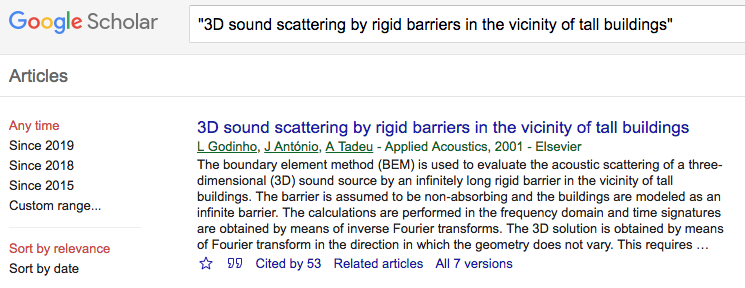 Google Scholar
"3D sound scattering by rigid barriers in the vicinity of tall buildings"
Articles
Any time
Since 2019
Since 2018
Since 2015
Custom range...
Sort by relevance
Sort by date
3D sound scattering by rigid barriers in the vicinity of tall buildings
L Godinho, J António, A Tadeu - Applied Acoustics, 2001 - Elsevier
The boundary element method (BEM) is used to evaluate the acoustic scattering of a three-
dimensional (3D) sound source by an infinitely long rigid barrier in the vicinity of tall
buildings. The barrier is assumed to be non-absorbing and the buildings are modeled as an
infinite barrier. The calculations are performed in the frequency domain and time signatures
are obtained by means of inverse Fourier transforms. The 3D solution is obtained by means
of Fourier transform in the direction in which the geometry does not vary. This requires …
Cited by 53 Related articles All 7 versions